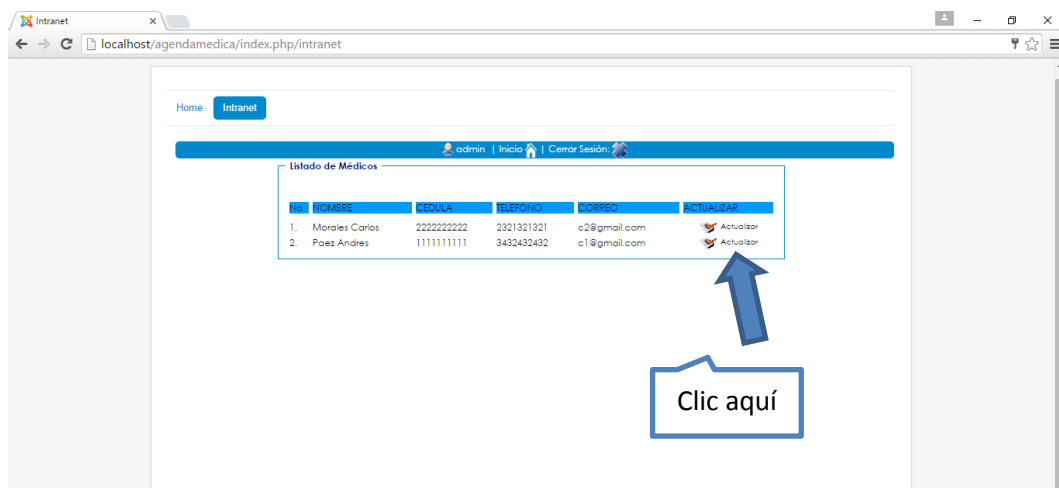 Intranet
localhost/agendamedica/index.php/intranet
Home Intranet
admin | Inicio | Cerrar Sesión:
Listado de Médicos
No NOMBRE CEDULA TELEFONO CORREO ACTUALIZAR
1. Morales Carlos 2222222222 2321321321 c2@gmail.com Actualizar
2. Paez Andres 1111111111 3432432432 c1@gmail.com Actualizar
Clic aquí